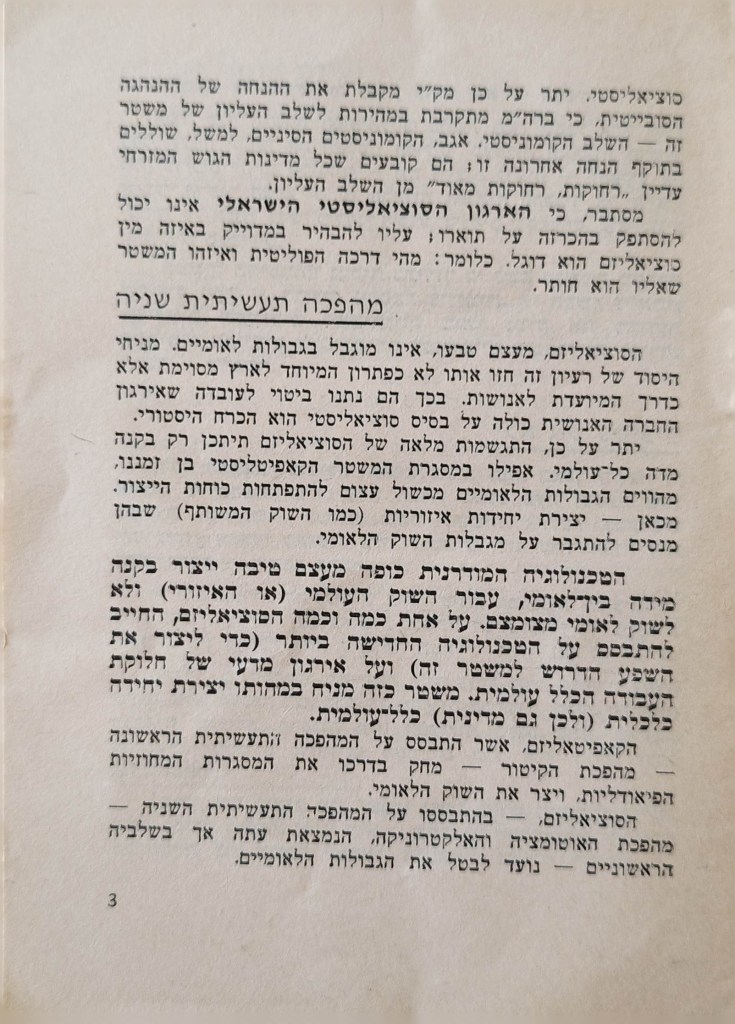 סוציאליסטי. יתר על כן מק״י מקבלת את ההנחה של ההנהגה
הסובייטית, כי ברה״מ מתקרבת במהירות לשלב העליון של משטר
זה — השלב הקומוניסטי. אגב, הקומוניסטים הסיניים, למשל, שוללים
בתוקף הנחה אחרונה זו; הם קובעים שכל מדינות הגוש המזרחי
עדיין „רחוקות, רחוקות מאוד״ מן השלב העליון.
מסתבר, כי הארגון הסוציאליסטי הישראלי אינו יכול
להסתפק בהכרזה על תוארו; עליו להבהיר במדוייק באיזה מין
סוציאליזם הוא דוגל. כלומר: מהי דרכה הפוליטית ואיזהו המשטר
שאליו הוא חותר.
מהפכה תעשיתית שניה
הסוציאליזם, מעצם טבעו, אינו מוגבל בגבולות לאומיים. מניחי
היסוד של רעיון זה חזו אותו לא כפתרון המיוחד לארץ מסוימת אלא
כדרך המיועדת לאנושות. בכך הם נתנו ביטוי לעובדה שאירגון
החברה האנושית כולה על בסיס סוציאליסטי הוא הכרח היסטורי.
יתר על כן, התגשמות מלאה של הסוציאליזם תיתכן רק בקנה
מדה כל־עולמי. אפילו במסגרת המשטר הקאפיטליסטי בן זמננו,
מהווים הגבולות הלאומיים מכשול עצום להתפתחות כוחות הייצור.
מכאן — יצירת יחידות איזוריות (כמו השוק המשותף) שבהן
מנסים להתגבר על מגבלות השוק הלאומי.
הטכנולוגיה המודרנית כופה מעצם טיבה ייצור בקנה
מידה בין־לאומי, עבור השוק העולמי (או האיזורי) ולא
לשוק לאומי מצומצם. על אחת כמה וכמה הסוציאליזם, החייב
להתבסס על הטכנולוגיה החדישה ביותר (כדי ליצור את
השפע הדרוש למשטר זה) ועל אירגון מדעי של חלוקת
העבודה הכלל עולמית. משטר כזה מניח במהותו יצירת יחידה
כלכלית (ולכן גם מדינית) כלל־עולמית.
הקאפיטאליזם, אשר התבסס על המהפכה התעשיתית הראשונה
— מהפכת הקיטור — מחק בדרכו את המסגרות המחוזיות
הפיאודליות, ויצר את השוק הלאומי.
הסוציאליזם, — בהתבססו על המהפכה התעשיתית השניה —
מהפכת האוטומציה והאלקטרוניקה, הנמצאת עתה אך בשלביה
הראשוניים — נועד לבטל את הגבולות הלאומיים.
3